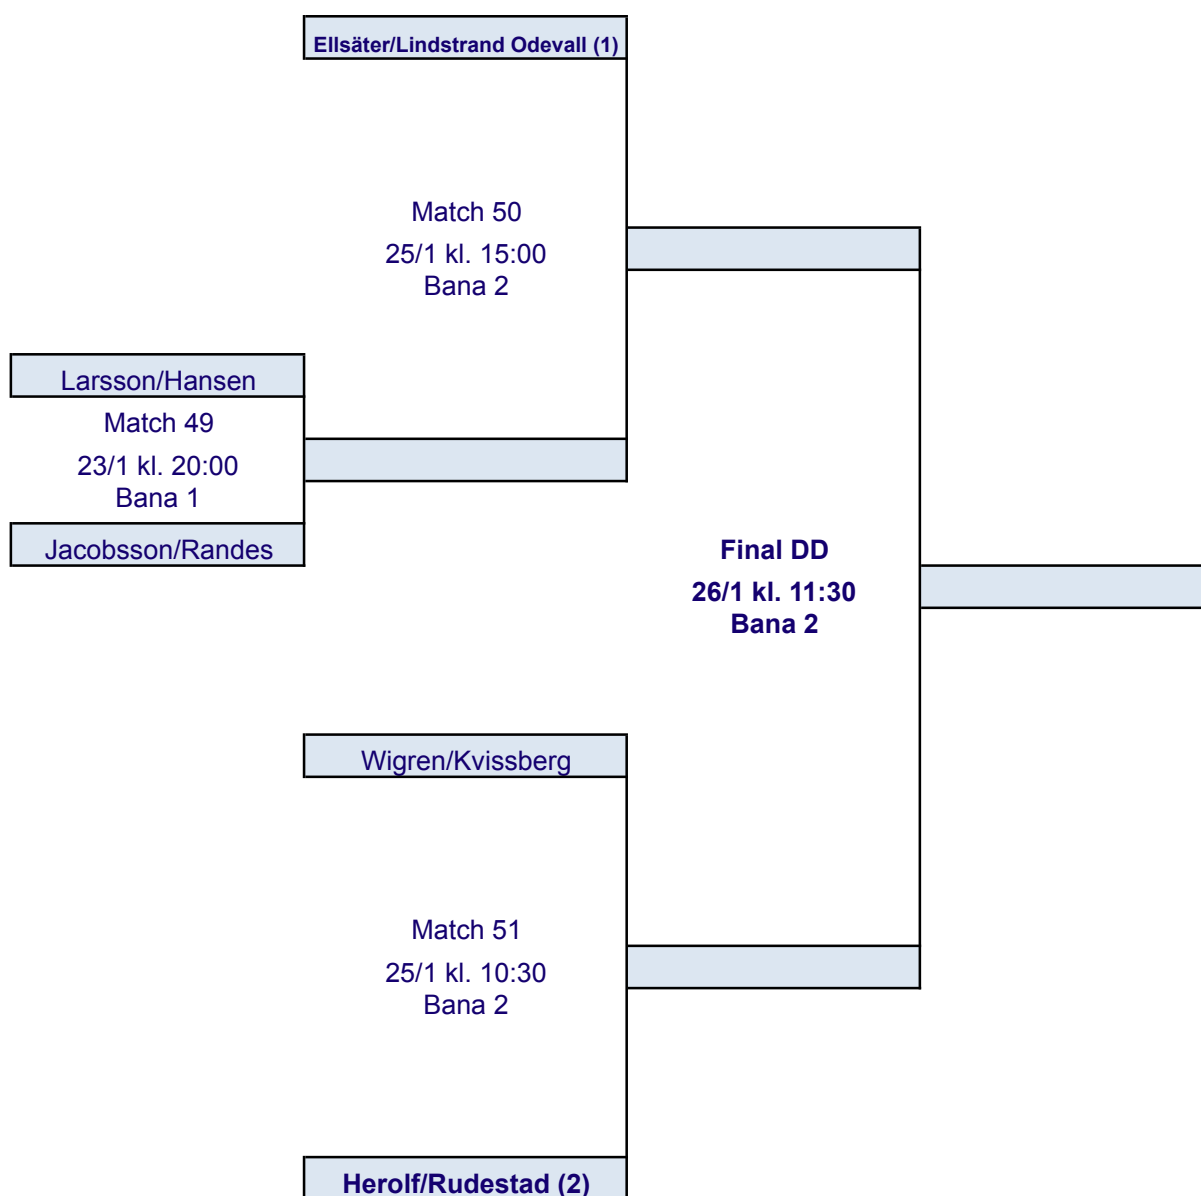 Ellsäter/Lindstrand Odevall (1)
Match 50
25/1 kl. 15:00
Bana 2
Larsson/Hansen
Match 49
23/1 kl. 20:00
Bana 1
Jacobsson/Randes
Final DD
26/1 kl. 11:30
Bana 2
Wigren/Kvissberg
Match 51
25/1 kl. 10:30
Bana 2
Herolf/Rudestad (2)